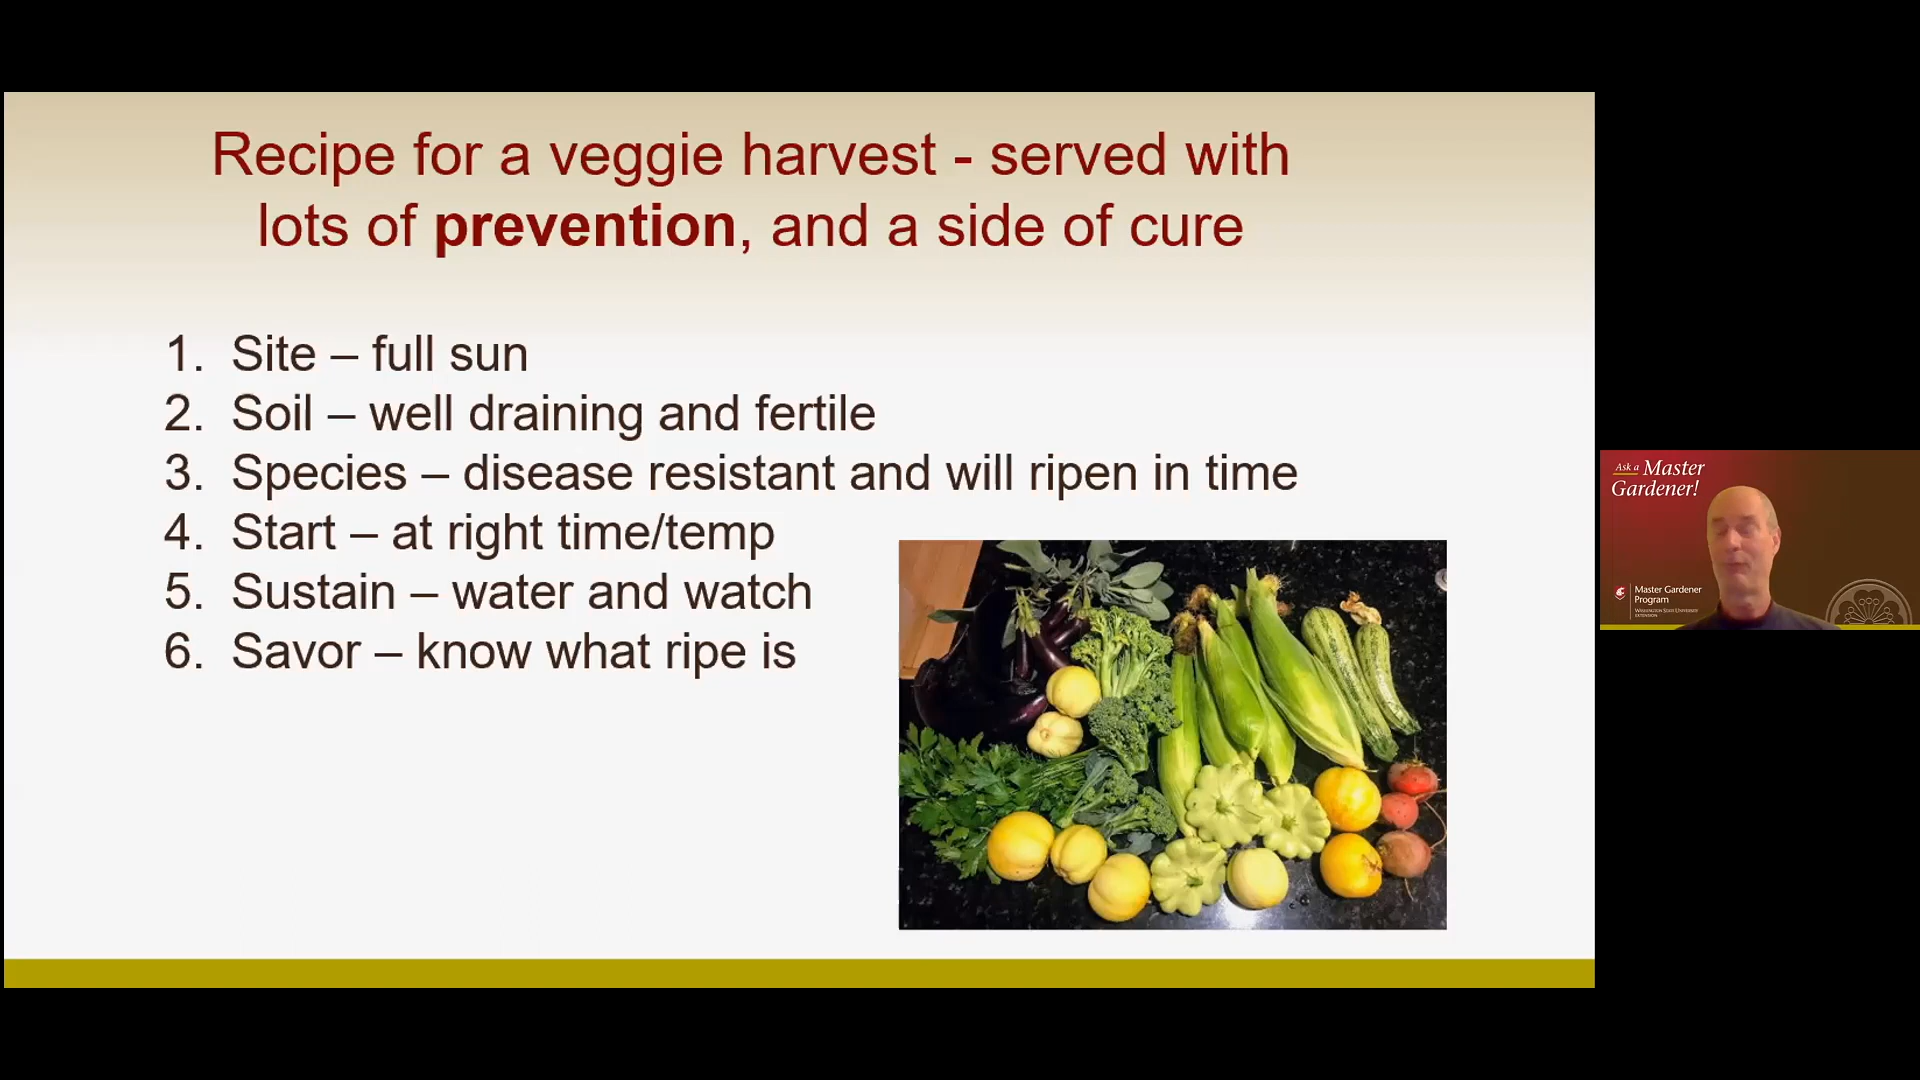 Recipe for a veggie harvest - served with
lots of prevention, and a side of cure
1. Site – full sun
2. Soil – well draining and fertile
3. Species – disease resistant and will ripen in time
4. Start – at right time/temp
5. Sustain – water and watch
6. Savor – know what ripe is
Ask a Master
Gardener!
Master Gardener
Program
WASHINGTON STATE UNIVERSITY
EXTENSION